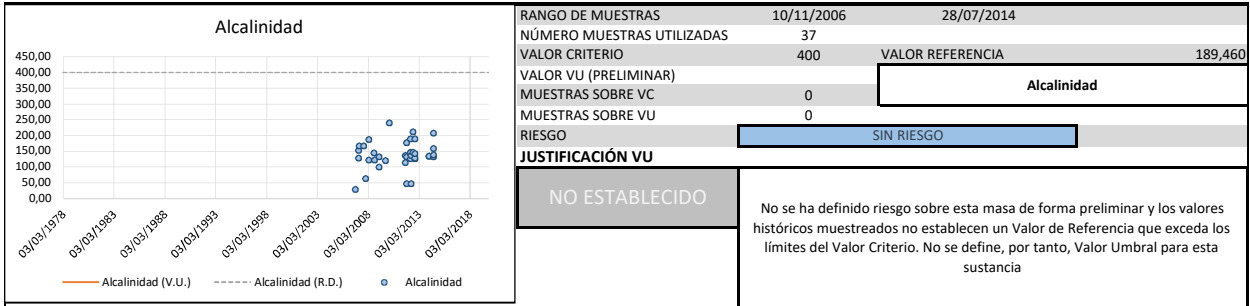 Alcalinidad
450,00
400,00
350,00
300,00
250,00
200,00
150,00
100,00
50,00
0,00
03/03/1978
03/03/1983
03/03/1988
03/03/1993
03/03/1998
03/03/2003
03/03/2008
03/03/2013
03/03/2018
Alcalinidad (V.U.) Alcalinidad (R.D.) Alcalinidad
RANGO DE MUESTRAS 10/11/2006 28/07/2014
NÚMERO MUESTRAS UTILIZADAS 37
VALOR CRITERIO 400 VALOR REFERENCIA 189,460
VALOR VU (PRELIMINAR)
Alcalinidad
MUESTRAS SOBRE VC 0
MUESTRAS SOBRE VU 0
RIESGO SIN RIESGO
JUSTIFICACIÓN VU
NO ESTABLECIDO
No se ha definido riesgo sobre esta masa de forma preliminar y los valores
históricos muestreados no establecen un Valor de Referencia que exceda los
límites del Valor Criterio. No se define, por tanto, Valor Umbral para esta
sustancia